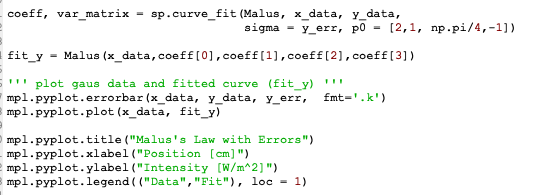 coeff, var_matrix = sp.curve_fit(Malus, x_data, y_data,
sigma = y_err, p0 = [2,1, np.pi/4,-1])
fit_y = Malus(x_data,coeff[0],coeff[1],coeff[2],coeff[3])
''' plot gaus data and fitted curve (fit_y) '''
mpl.pyplot.errorbar(x_data, y_data, y_err,  fmt='.k')
mpl.pyplot.plot(x_data, fit_y)
mpl.pyplot.title("Malus's Law with Errors")
mpl.pyplot.xlabel("Position [cm]")
mpl.pyplot.ylabel("Intensity [W/m^2]")
mpl.pyplot.legend(("Data","Fit"), loc = 1)